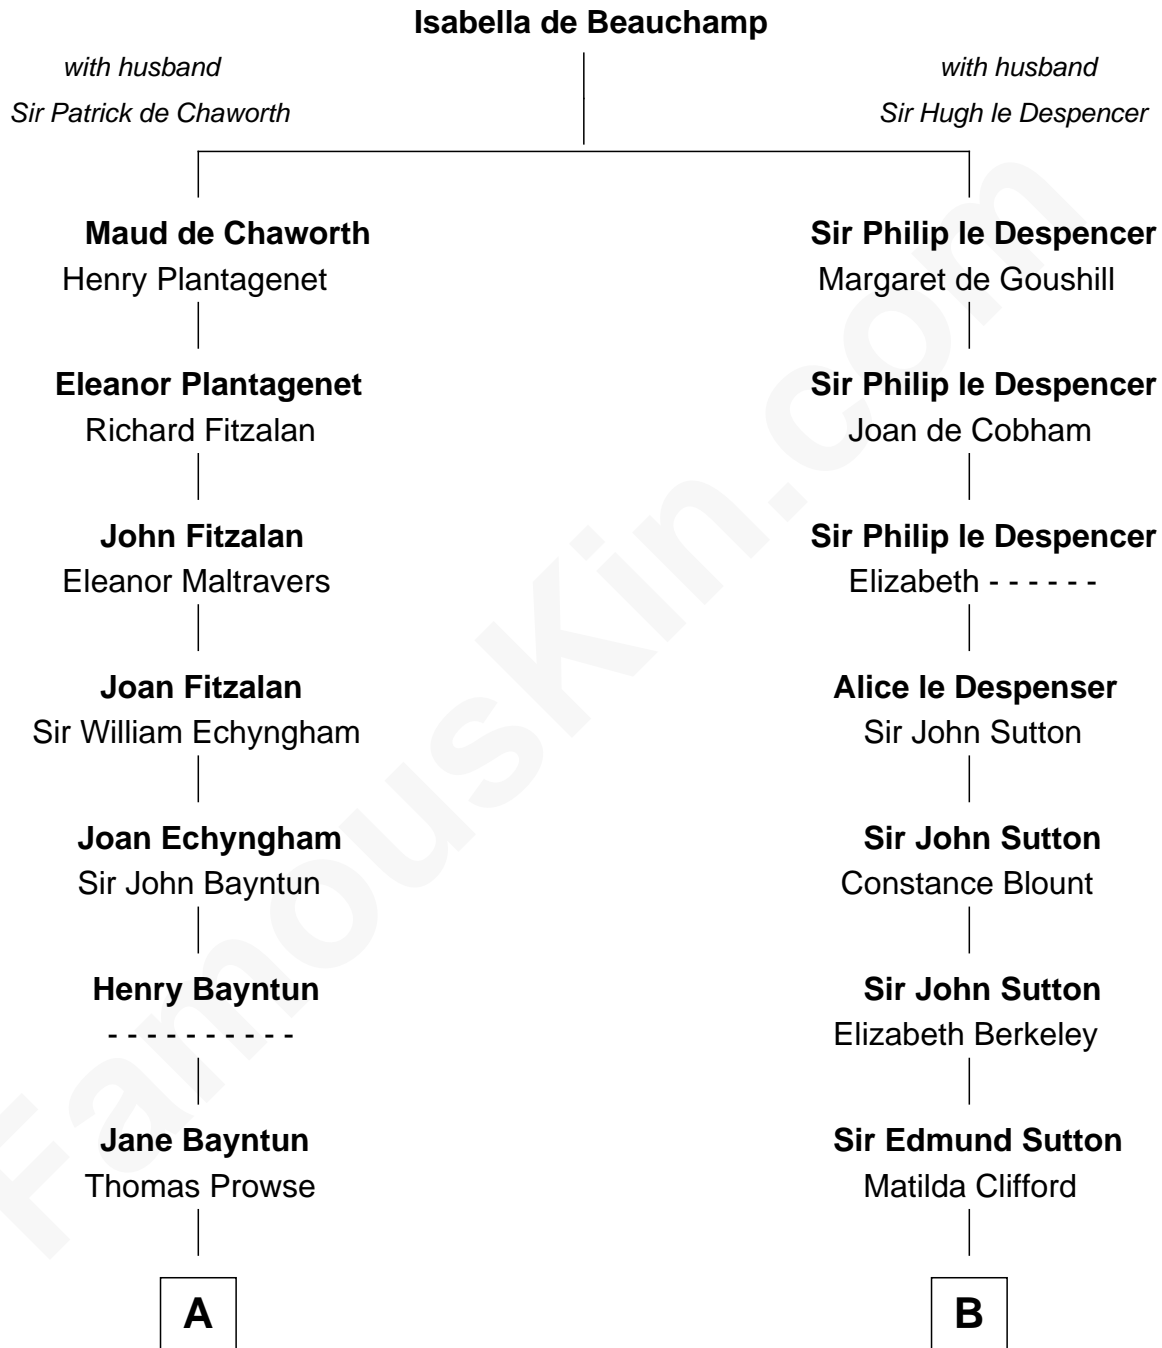 Isabella de Beauchamp
with husband
Sir Patrick de Chaworth
with husband
Sir Hugh le Despencer
Maud de Chaworth
Henry Plantagenet
Sir Philip le Despencer
Margaret de Goushill
Eleanor Plantagenet
Richard Fitzalan
Sir Philip le Despencer
Joan de Cobham
John Fitzalan
Eleanor Maltravers
Sir Philip le Despencer
Elizabeth - - - - - -
Joan Fitzalan
Sir William Echyngham
Alice le Despenser
Sir John Sutton
Joan Echyngham
Sir John Bayntun
Sir John Sutton
Constance Blount
Henry Bayntun
- - - - - - - - - -
Sir John Sutton
Elizabeth Berkeley
Jane Bayntun
Thomas Prowse
Sir Edmund Sutton
Matilda Clifford
A
B
FamousKin.com